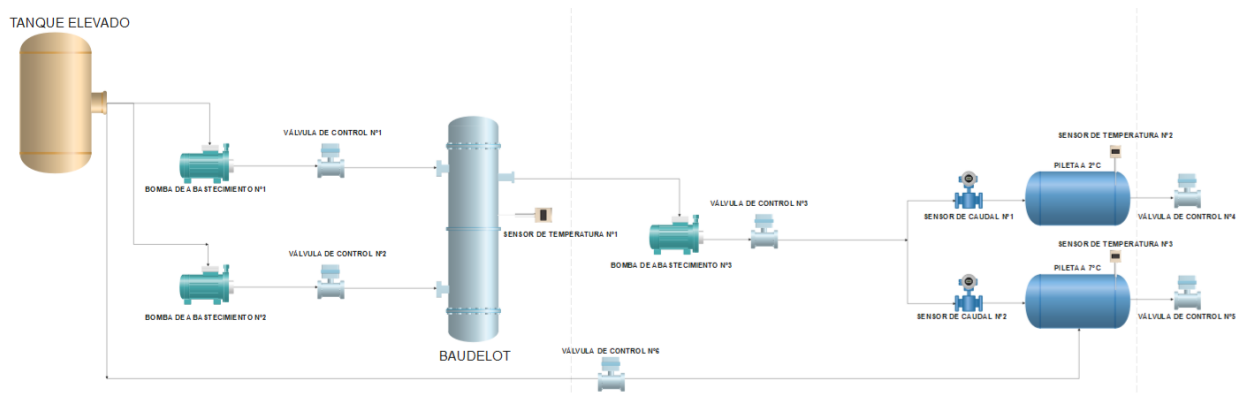 TANQUE ELEVADO
VÁLVULA DE CONTROL Nº1
BOMBA DE ABASTECIMIENTO Nº1
VÁLVULA DE CONTROL Nº2
BOMBA DE ABASTECIMIENTO Nº2
BAUDELOT
SENSOR DE TEMPERATURA Nº1
VÁLVULA DE CONTROL Nº3
BOMBA DE ABASTECIMIENTO Nº3
VÁLVULA DE CONTROL Nº6
SENSOR DE TEMPERATURA Nº2
PILETA A 2ºC
SENSOR DE CAUDAL Nº1
VÁLVULA DE CONTROL Nº4
SENSOR DE TEMPERATURA Nº3
PILETA A 7ºC
SENSOR DE CAUDAL Nº2
VÁLVULA DE CONTROL Nº5